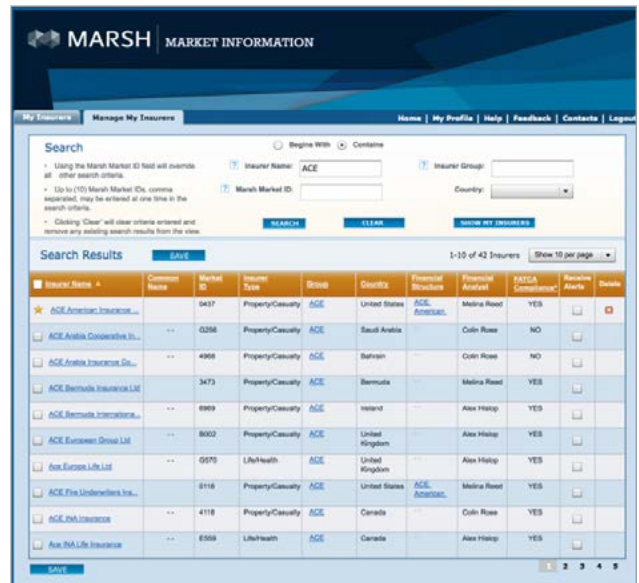 MARSH MARKET INFORMATION
My Insurers Manage My Insurers Home | My Profile | Help | Feedback | Contacts | Logout
Search
Begins With Contains
• Using the Marsh Market ID field will override all other search criteria.
• Up to (10) Marsh Market IDs, comma separated, may be entered at one time in the search criteria.
• Clicking 'Clear' will clear criteria entered and remove any existing search results from the view.
? Insurer Name: ACE ? Insurer Group:
? Marsh Market ID: Country:
SEARCH CLEAR SHOW MY INSURERS
Search Results SAVE 1-10 of 42 Insurers Show 10 per page
Insurer Name Common Name Market ID Insurer Type Group Country Financial Structure Financial Analyst FATCA Compliance* Receive Alerts Delete
ACE American Insurance ... 0437 Property/Casualty ACE United States ACE American Melina Reed YES
ACE Arabia Cooperative In... -- G256 Property/Casualty ACE Saudi Arabia -- Colin Rose NO
ACE Arabia Insurance Co... -- 4968 Property/Casualty ACE Bahrain -- Colin Rose NO
ACE Bermuda Insurance Ltd 3473 Property/Casualty ACE Bermuda -- Melina Reed YES
ACE Bermuda Internationa... -- 6969 Property/Casualty ACE Ireland -- Alex Hislop YES
ACE European Group Ltd -- B002 Property/Casualty ACE United Kingdom -- Alex Hislop YES
Ace Europe Life Ltd -- G575 Life/Health ACE United Kingdom -- Alex Hislop YES
ACE Fire Underwriters Ins... 0116 Property/Casualty ACE United States ACE American Melina Reed YES
ACE INA Insurance -- 4118 Property/Casualty ACE Canada -- Colin Rose YES
Ace INA Life Insurance -- E559 Life/Health ACE Canada -- Alex Hislop YES
SAVE 1 2 3 4 5